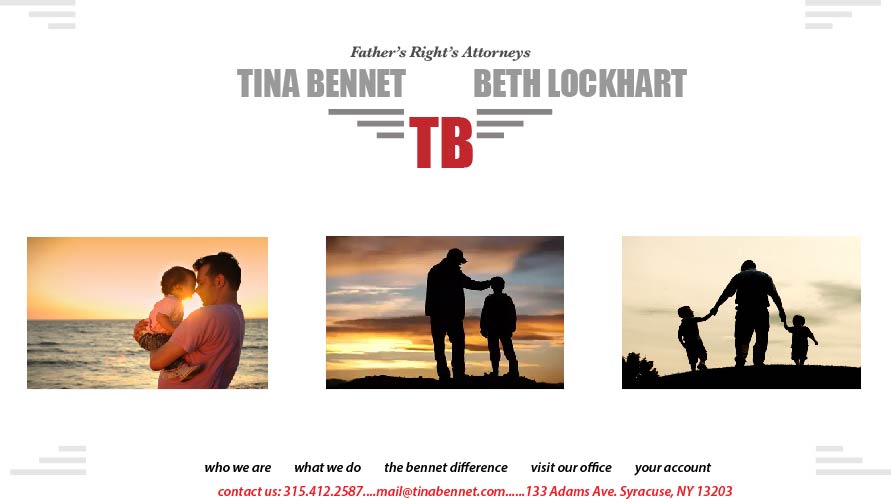 Father's Right's Attorneys
TINA BENNET BETH LOCKHART
TB
who we are what we do the bennet difference visit our office your account
contact us: 315.412.2587....mail@tinabennet.com......133 Adams Ave. Syracuse, NY 13203